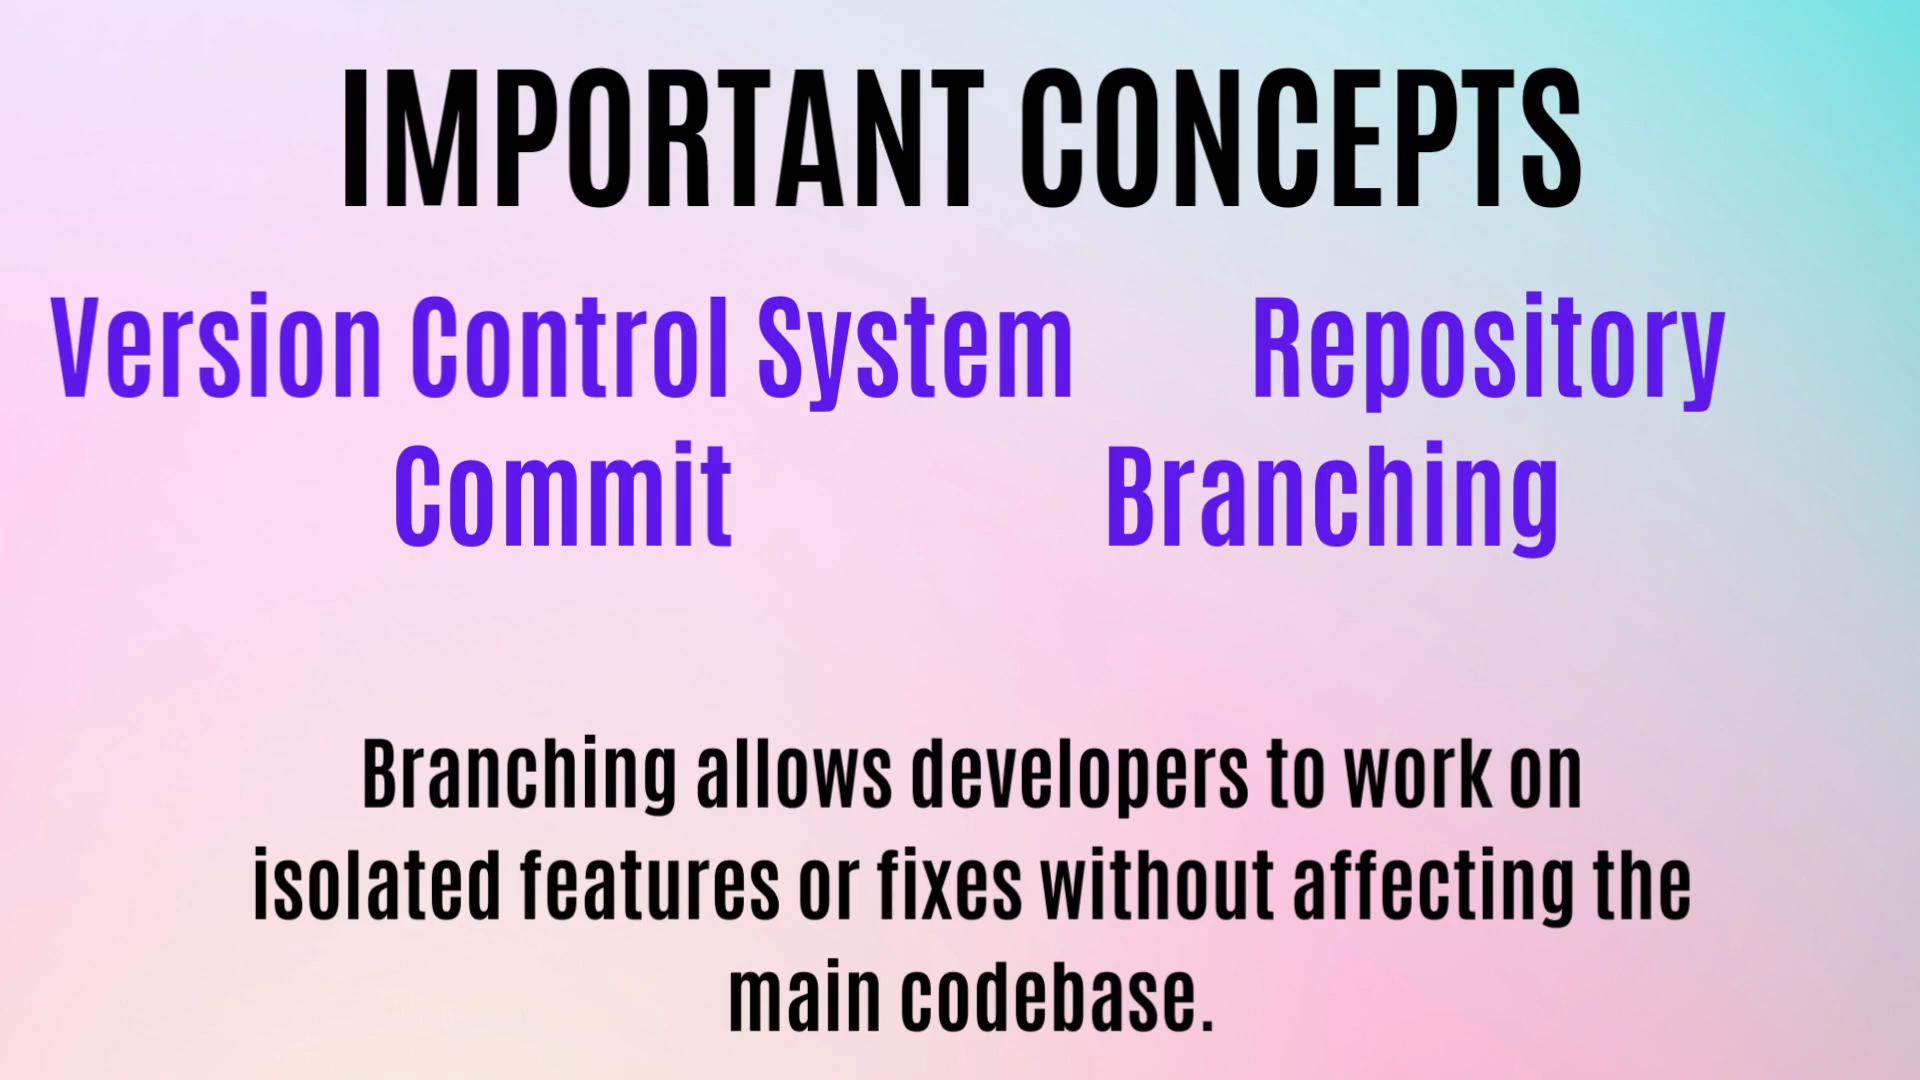 IMPORTANT CONCEPTS
Version Control System Repository
Commit Branching
Branching allows developers to work on
isolated features or fixes without affecting the
main codebase.